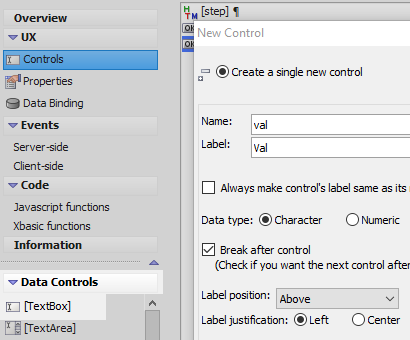 Overview
UX
Controls
Properties
Data Binding
Events
Server-side
Client-side
Code
Javascript functions
Xbasic functions
Information
Data Controls
[TextBox]
[TextArea]
HTM [step] ¶
New Control
Create a single new control
Name: val
Label: Val
Always make control's label same as its
Data type: Character Numeric
Break after control
(Check if you want the next control after
Label position: Above
Label justification: Left Center